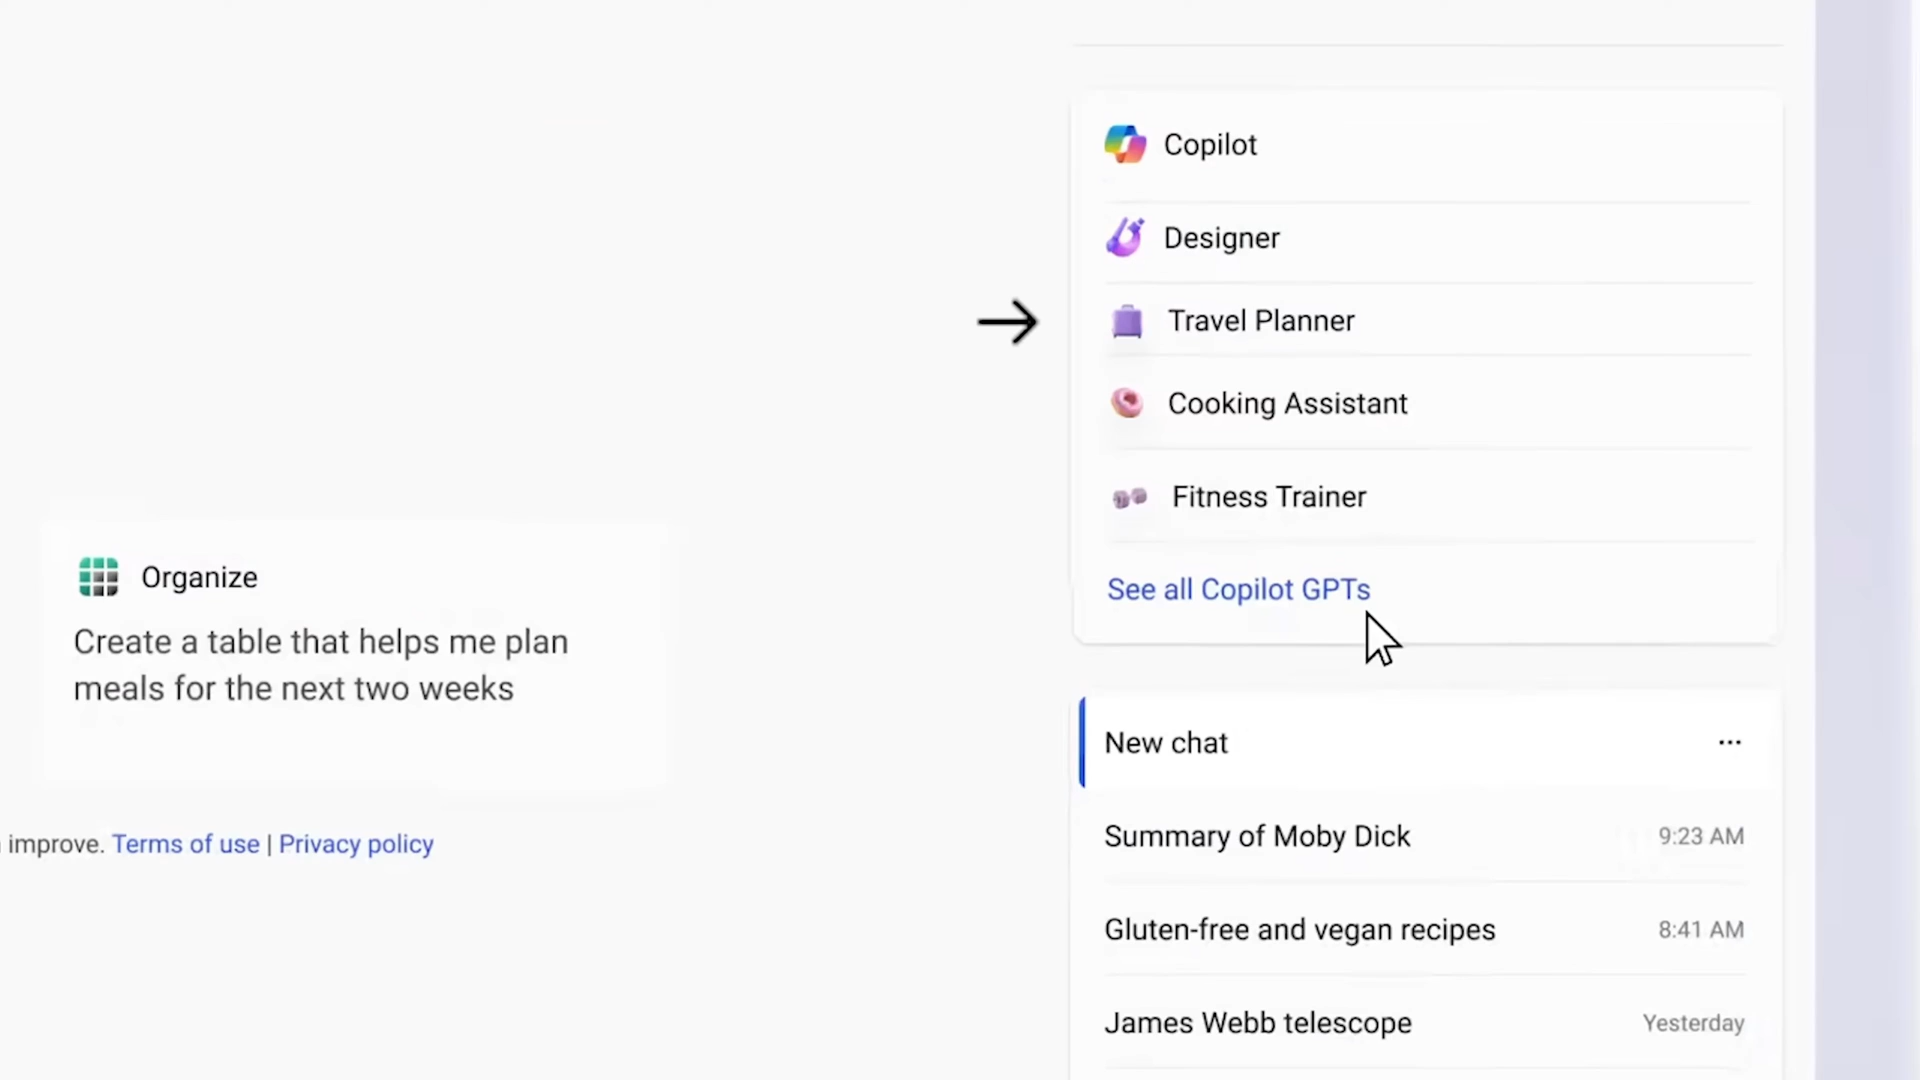 Copilot
Designer
Travel Planner
Cooking Assistant
Fitness Trainer
See all Copilot GPTs
Organize
Create a table that helps me plan
meals for the next two weeks
improve. Terms of use | Privacy policy
New chat ...
Summary of Moby Dick 9:23 AM
Gluten-free and vegan recipes 8:41 AM
James Webb telescope Yesterday